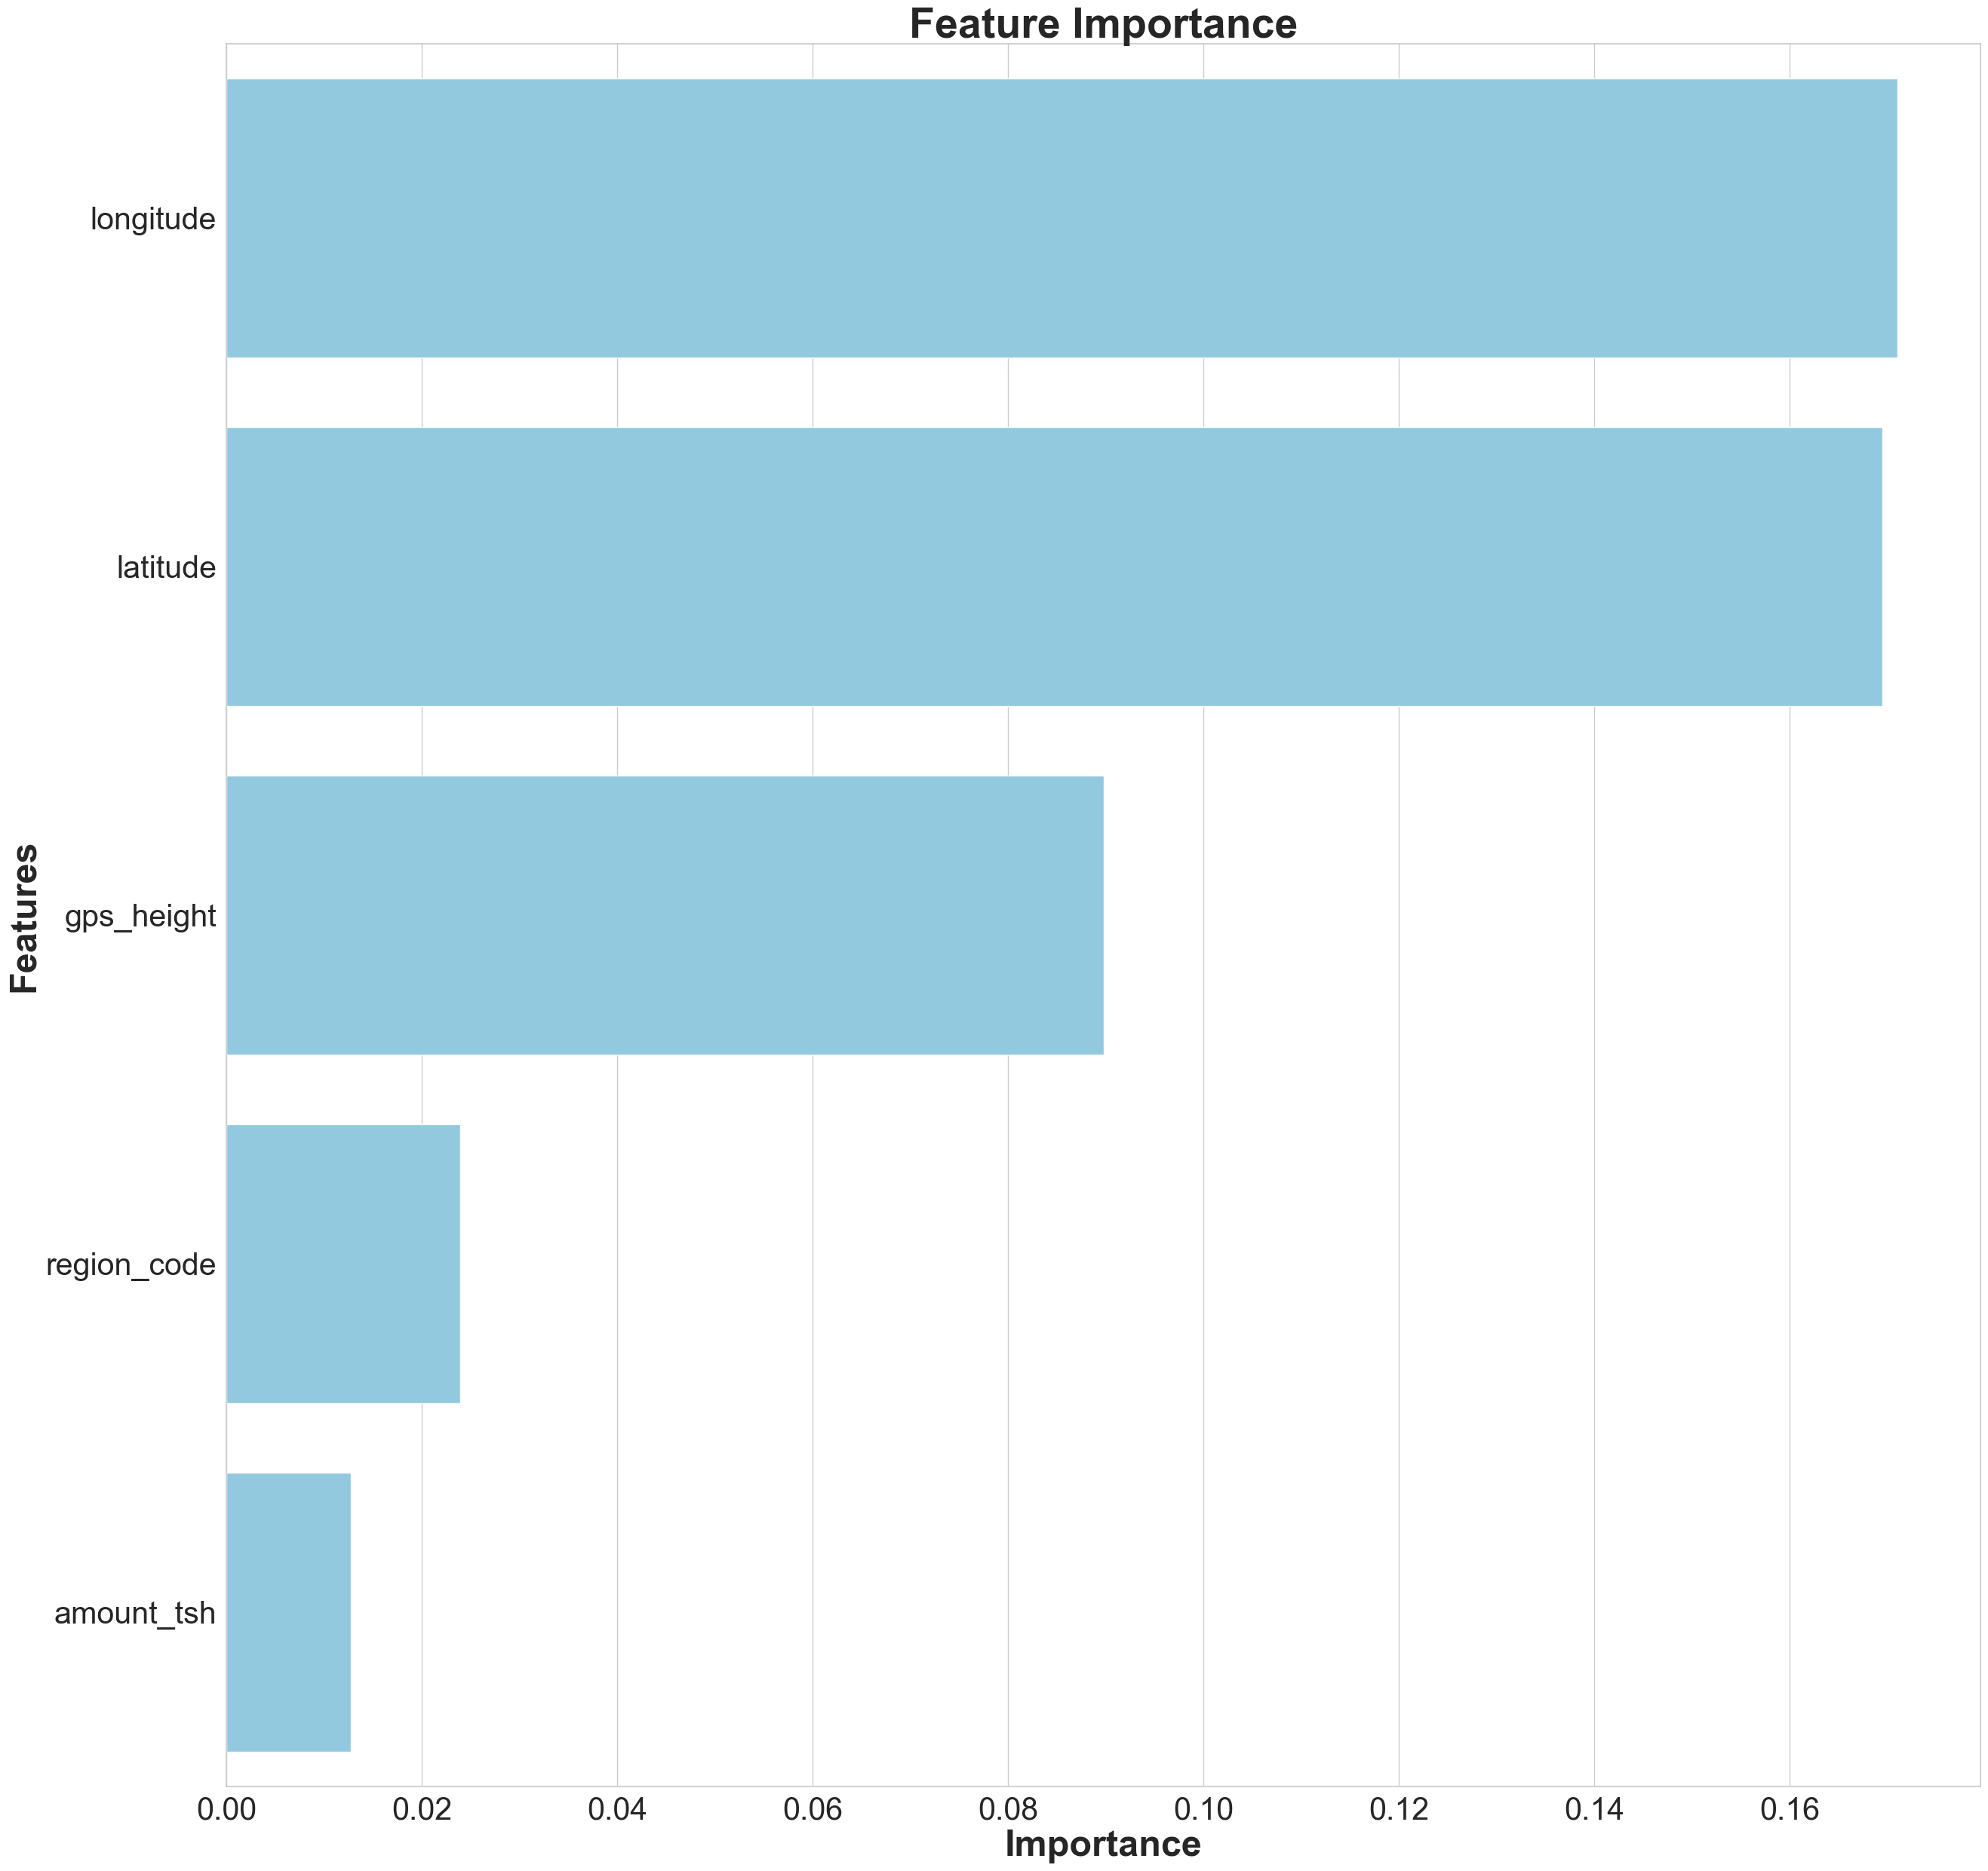 Feature Importance
longitude
latitude
gps_height
region_code
amount_tsh
Features
0.00 0.02 0.04 0.06 0.08 0.10 0.12 0.14 0.16
Importance